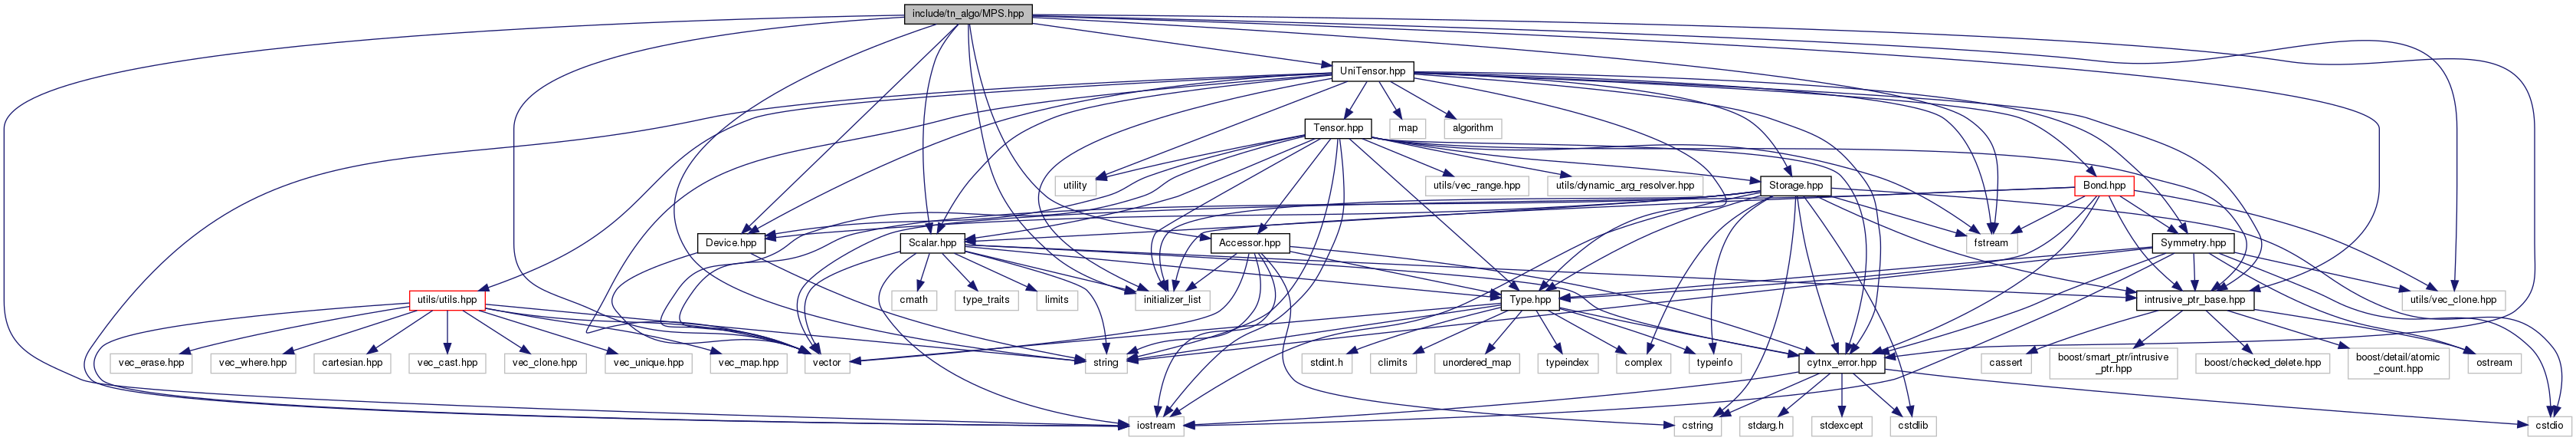 include/tn_algo/MPS.hpp
UniTensor.hpp
Tensor.hpp
map
algorithm
utility
utils/vec_range.hpp
utils/dynamic_arg_resolver.hpp
Storage.hpp
Bond.hpp
Device.hpp
Scalar.hpp
Accessor.hpp
fstream
Symmetry.hpp
utils/utils.hpp
cmath
type_traits
limits
initializer_list
Type.hpp
intrusive_ptr_base.hpp
utils/vec_clone.hpp
vec_erase.hpp
vec_where.hpp
cartesian.hpp
vec_cast.hpp
vec_clone.hpp
vec_unique.hpp
vec_map.hpp
vector
string
stdint.h
climits
unordered_map
typeindex
complex
typeinfo
cytnx_error.hpp
cassert
boost/smart_ptr/intrusive
_ptr.hpp
boost/checked_delete.hpp
boost/detail/atomic
_count.hpp
ostream
iostream
cstring
stdarg.h
stdexcept
cstdlib
cstdio